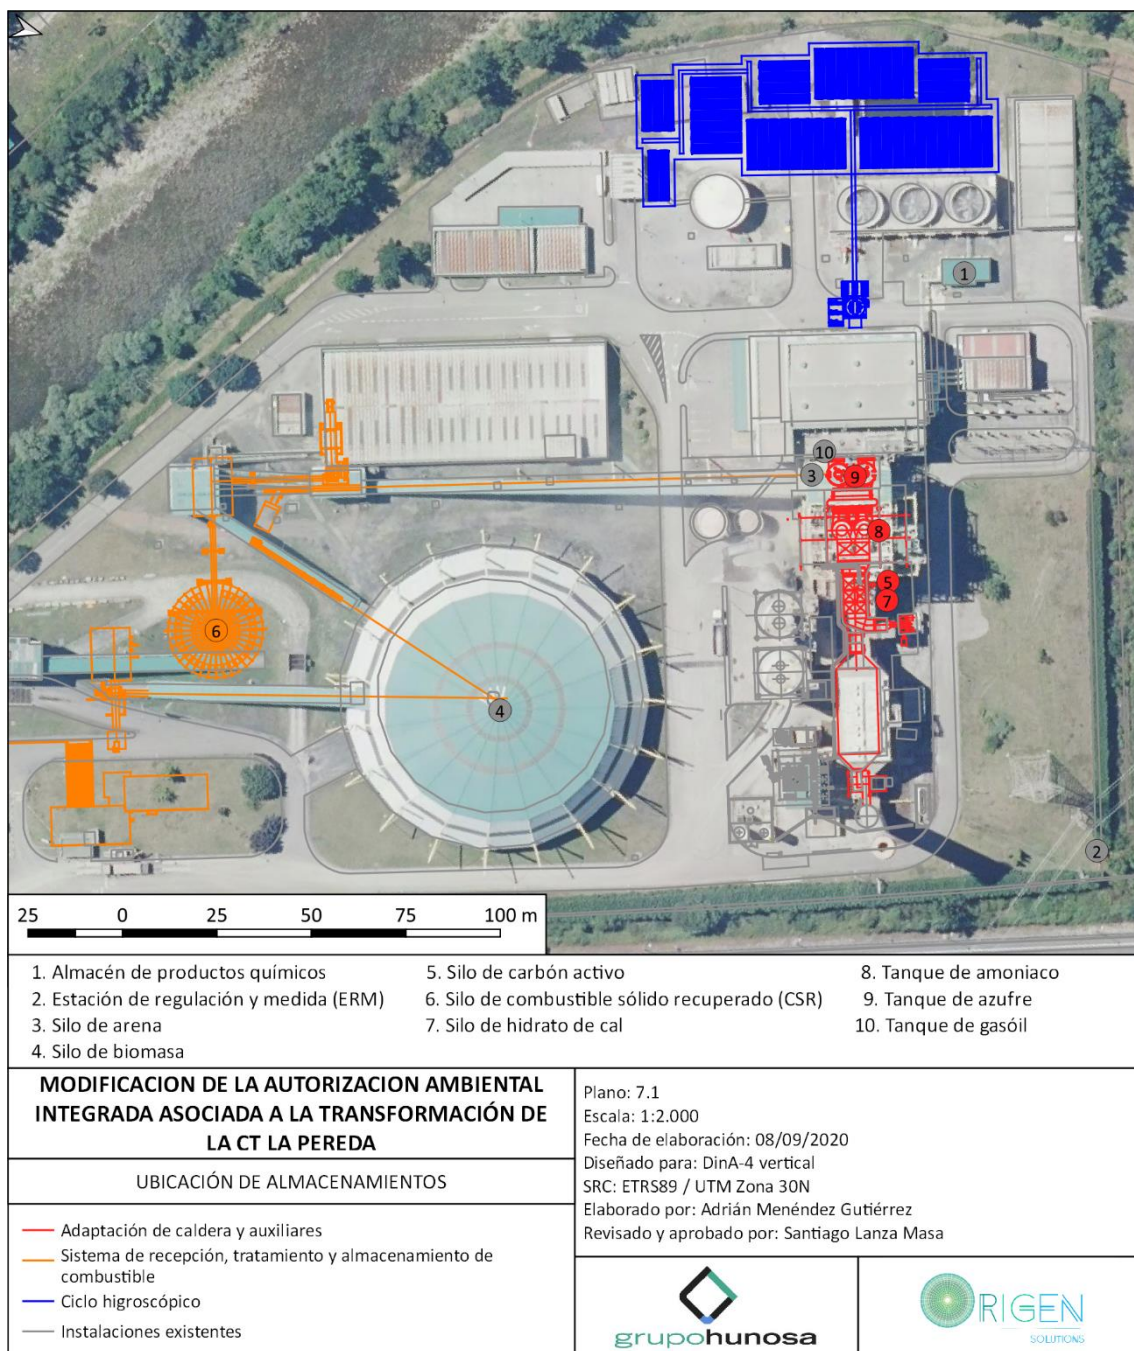 1
10
3
9
8
5
7
6
4
2
25 0 25 50 75 100 m
1. Almacén de productos químicos
2. Estación de regulación y medida (ERM)
3. Silo de arena
4. Silo de biomasa
5. Silo de carbón activo
6. Silo de combustible sólido recuperado (CSR)
7. Silo de hidrato de cal
8. Tanque de amoniaco
9. Tanque de azufre
10. Tanque de gasóil
MODIFICACION DE LA AUTORIZACION AMBIENTAL
INTEGRADA ASOCIADA A LA TRANSFORMACIÓN DE
LA CT LA PEREDA
UBICACIÓN DE ALMACENAMIENTOS
Adaptación de caldera y auxiliares
Sistema de recepción, tratamiento y almacenamiento de
combustible
Ciclo higroscópico
Instalaciones existentes
Plano: 7.1
Escala: 1:2.000
Fecha de elaboración: 08/09/2020
Diseñado para: DinA-4 vertical
SRC: ETRS89 / UTM Zona 30N
Elaborado por: Adrián Menéndez Gutiérrez
Revisado y aprobado por: Santiago Lanza Masa
grupohunosa
ORIGEN
SOLUTIONS